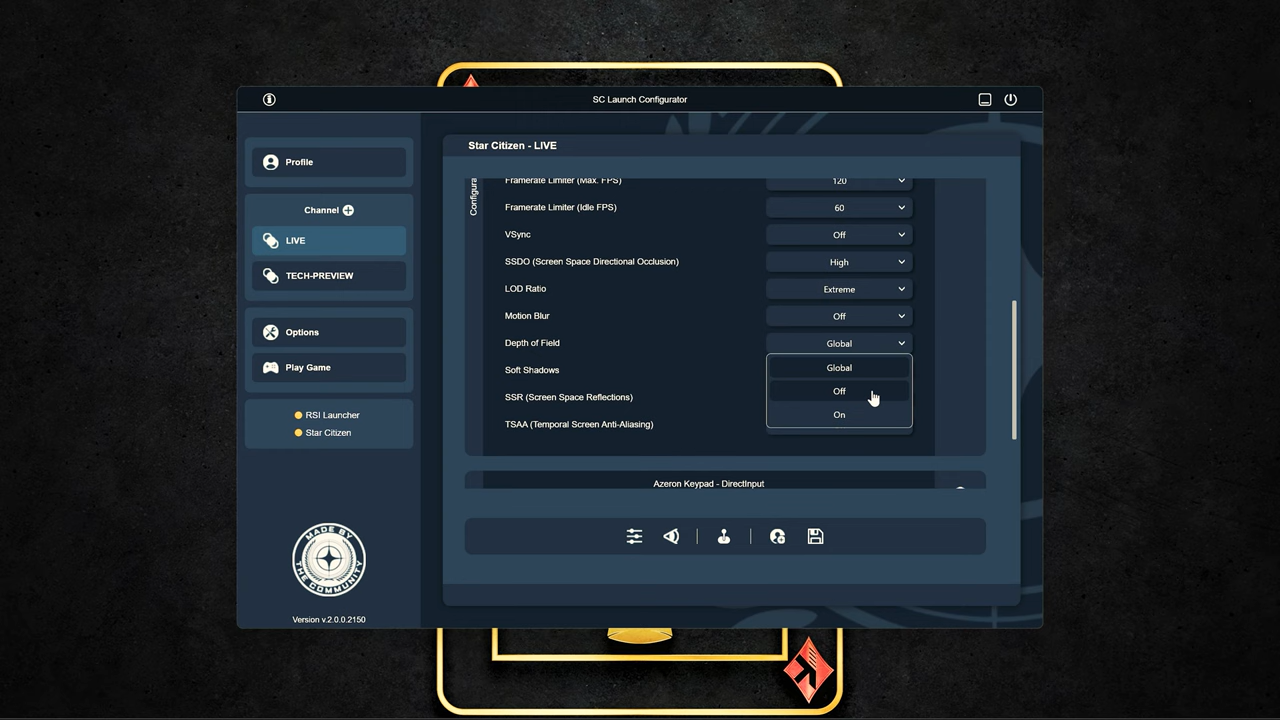 SC Launch Configurator
Profile
Channel
LIVE
TECH-PREVIEW
Options
Play Game
RSI Launcher
Star Citizen
MADE BY
THE COMMUNITY
Version v.2.0.0.2150
Star Citizen - LIVE
Configura
Framerate Limiter (Max. FPS) 120
Framerate Limiter (Idle FPS) 60
VSync Off
SSDO (Screen Space Directional Occlusion) High
LOD Ratio Extreme
Motion Blur Off
Depth of Field Global
Global
Soft Shadows
Off
SSR (Screen Space Reflections)
On
TSAA (Temporal Screen Anti-Aliasing)
Azeron Keypad - DirectInput